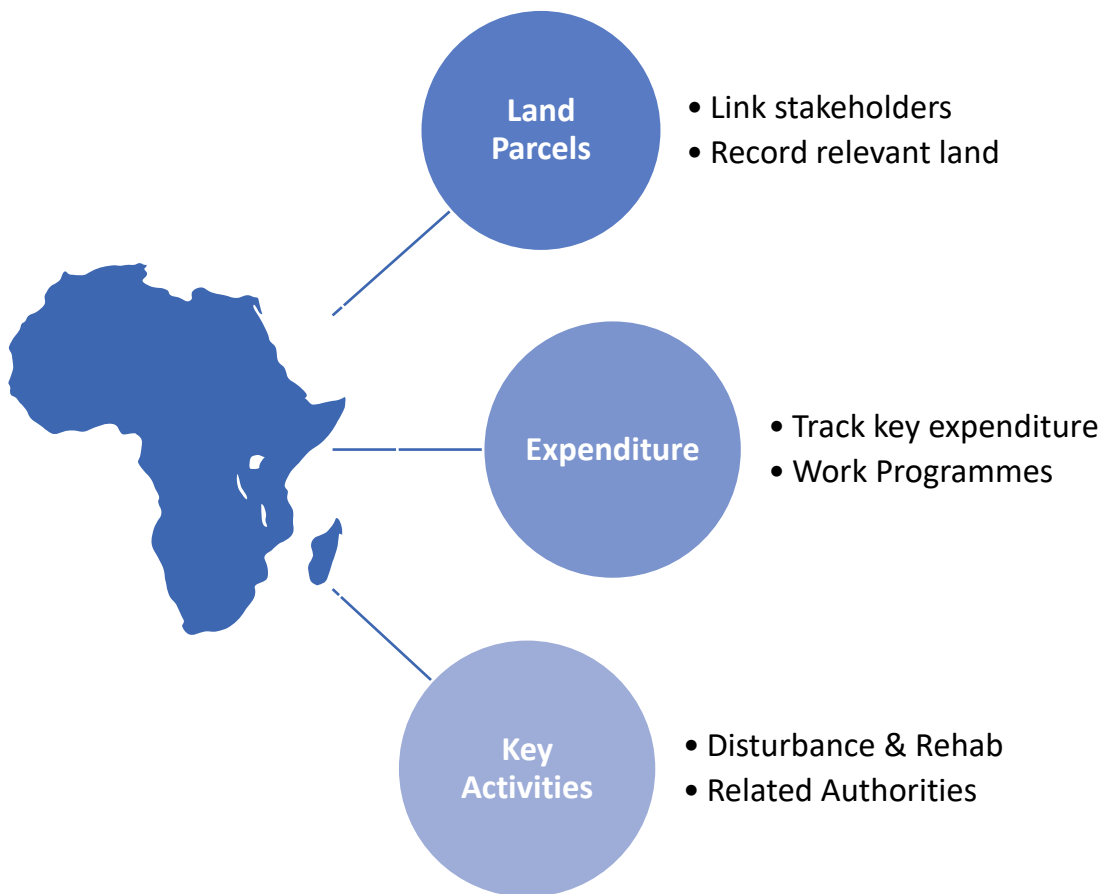 Land
Parcels
• Link stakeholders
• Record relevant land
Expenditure
• Track key expenditure
• Work Programmes
Key
Activities
• Disturbance & Rehab
• Related Authorities